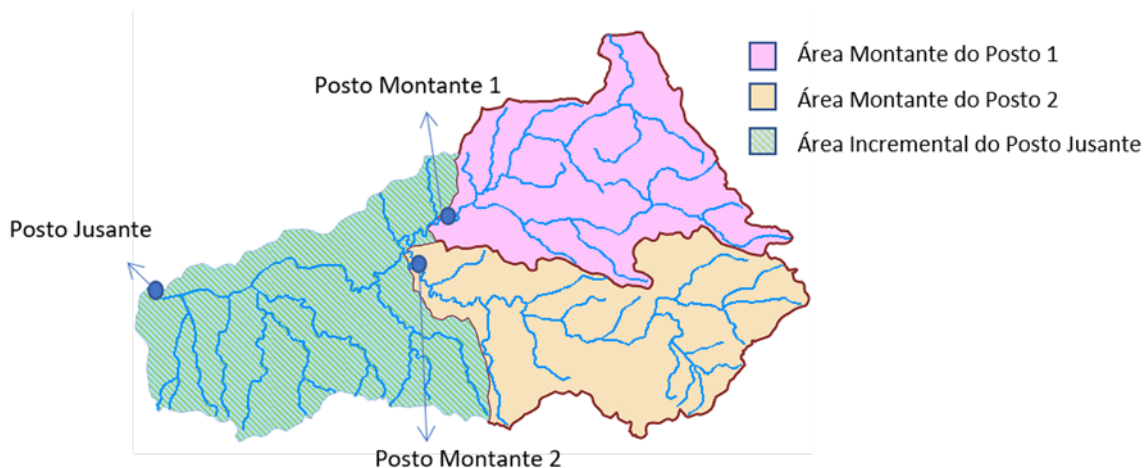 Área Montante do Posto 1
Posto Montante 1
Área Montante do Posto 2
Área Incremental do Posto Jusante
Posto Jusante
Posto Montante 2